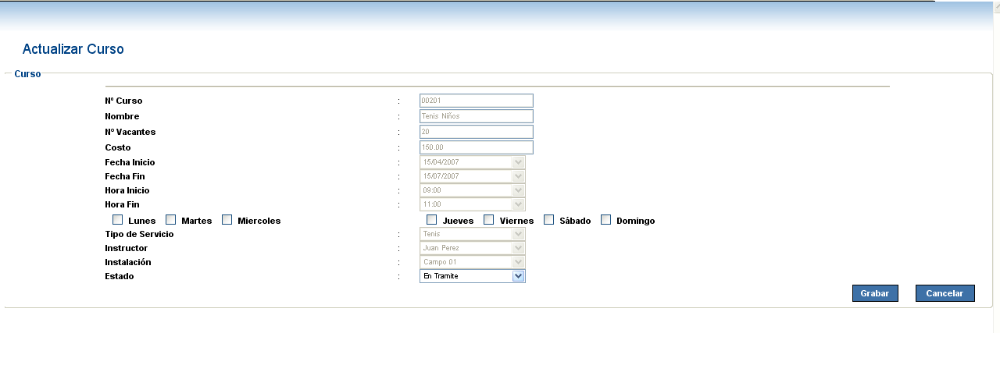 Actualizar Curso
Curso
Nº Curso : 00201
Nombre : Tenis Niños
Nº Vacantes : 20
Costo : 150.00
Fecha Inicio : 15/04/2007
Fecha Fin : 15/07/2007
Hora Inicio : 09:00
Hora Fin : 11:00
Lunes Martes Miercoles Jueves Viernes Sábado Domingo
Tipo de Servicio : Tenis
Instructor : Juan Perez
Instalación : Campo 01
Estado : En Tramite
Grabar Cancelar